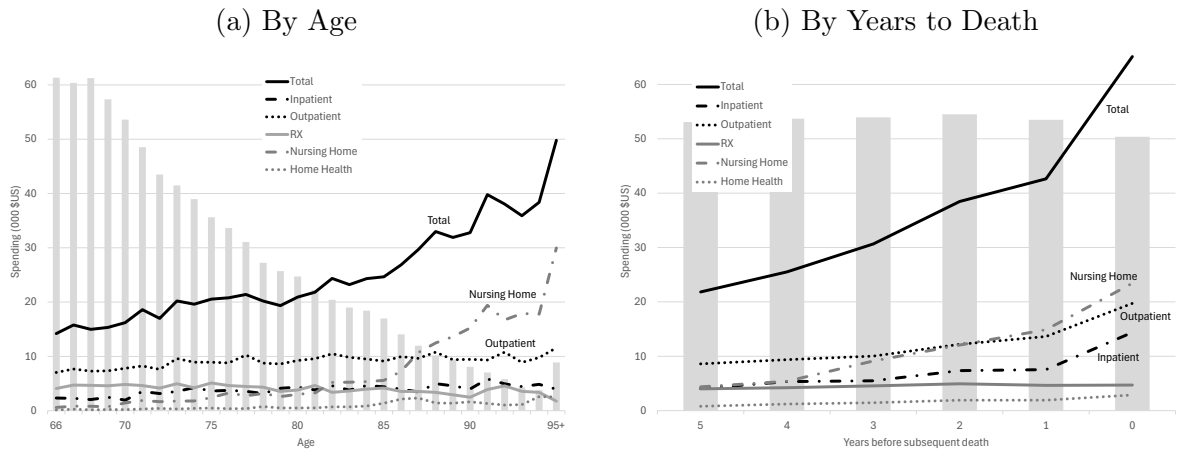 (a) By Age
60
50
40
30
20
10
0
Spending (000 $US)
Total
Inpatient
Outpatient
RX
Nursing Home
Home Health
Total
Nursing Home
Outpatient
66
70
75
80
85
90
95+
Age
(b) By Years to Death
60
50
40
30
20
10
0
Spending (000 $US)
Total
Inpatient
Outpatient
RX
Nursing Home
Home Health
Total
Nursing Home
Outpatient
Inpatient
5
4
3
2
1
0
Years before subsequent death